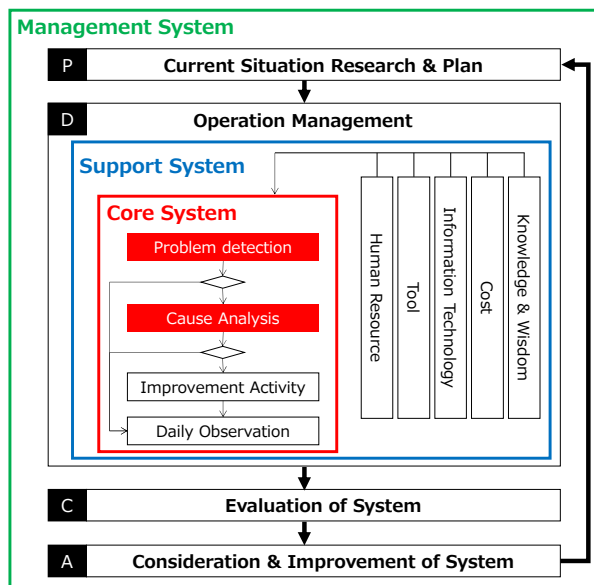 Management System
P
Current Situation Research & Plan
D
Operation Management
Support System
Core System
Problem detection
Cause Analysis
Improvement Activity
Daily Observation
Human Resource
Tool
Information Technology
Cost
Knowledge & Wisdom
C
Evaluation of System
A
Consideration & Improvement of System